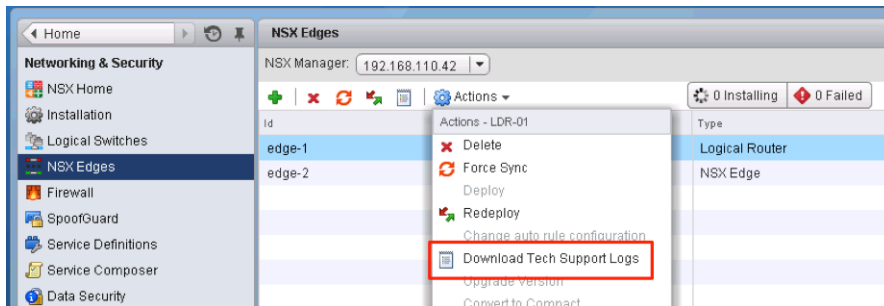 Home
NSX Edges
Networking & Security
NSX Manager: 192.168.110.42
NSX Home
Actions
0 Installing
0 Failed
Installation
Id
Actions - LDR-01
Type
Logical Switches
edge-1
Delete
Logical Router
NSX Edges
edge-2
Force Sync
NSX Edge
Firewall
Deploy
SpoofGuard
Redeploy
Service Definitions
Change auto rule configuration
Service Composer
Download Tech Support Logs
Upgrade Version
Data Security
Convert to Compact